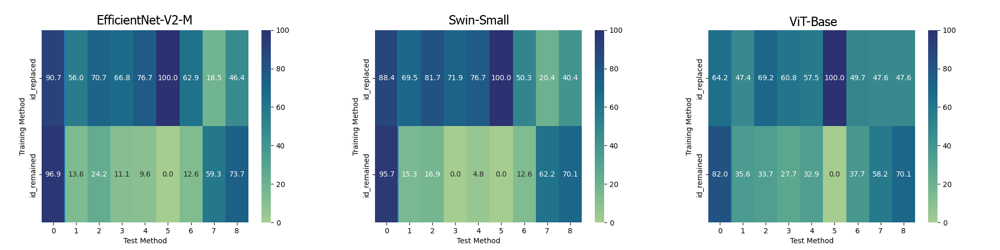 EfficientNet-V2-M
Training Method
id_replaced
id_remained
90.7 56.0 70.7 66.8 76.7 100.0 62.9 18.5 46.4
96.9 13.6 24.2 11.1 9.6 0.0 12.6 59.3 73.7
0 1 2 3 4 5 6 7 8
Test Method
100
80
60
40
20
0
Swin-Small
Training Method
id_replaced
id_remained
88.4 69.5 81.7 71.9 76.7 100.0 50.3 20.4 40.4
95.7 15.3 16.9 0.0 4.8 0.0 12.6 62.2 70.1
0 1 2 3 4 5 6 7 8
Test Method
100
80
60
40
20
0
ViT-Base
Training Method
id_replaced
id_remained
64.2 47.4 69.2 60.8 57.5 100.0 49.7 47.6 47.6
82.0 35.6 33.7 27.7 32.9 0.0 37.7 58.2 70.1
0 1 2 3 4 5 6 7 8
Test Method
100
80
60
40
20
0